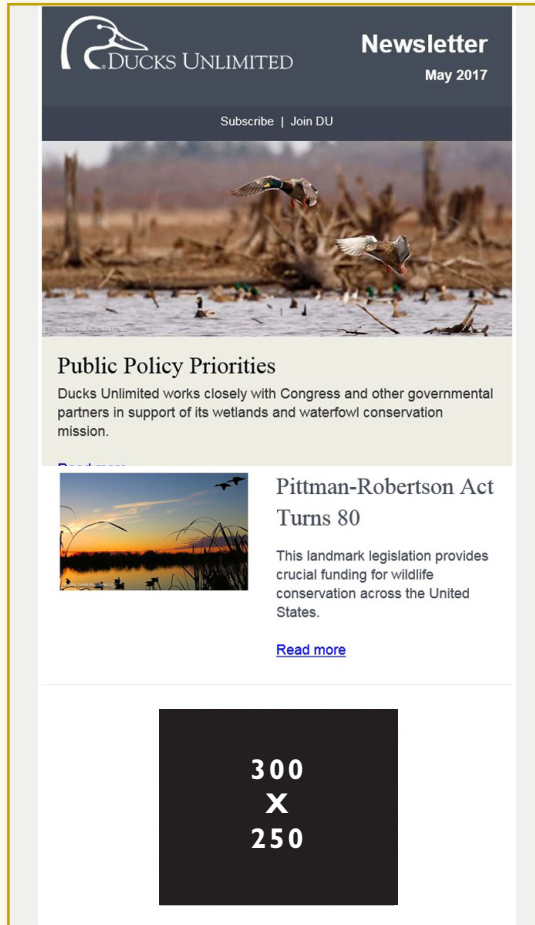 DUCKS UNLIMITED
Newsletter
May 2017
Subscribe | Join DU
Public Policy Priorities
Ducks Unlimited works closely with Congress and other governmental
partners in support of its wetlands and waterfowl conservation
mission.
Read more
Pittman-Robertson Act
Turns 80
This landmark legislation provides
crucial funding for wildlife
conservation across the United
States.
Read more
300
X
250